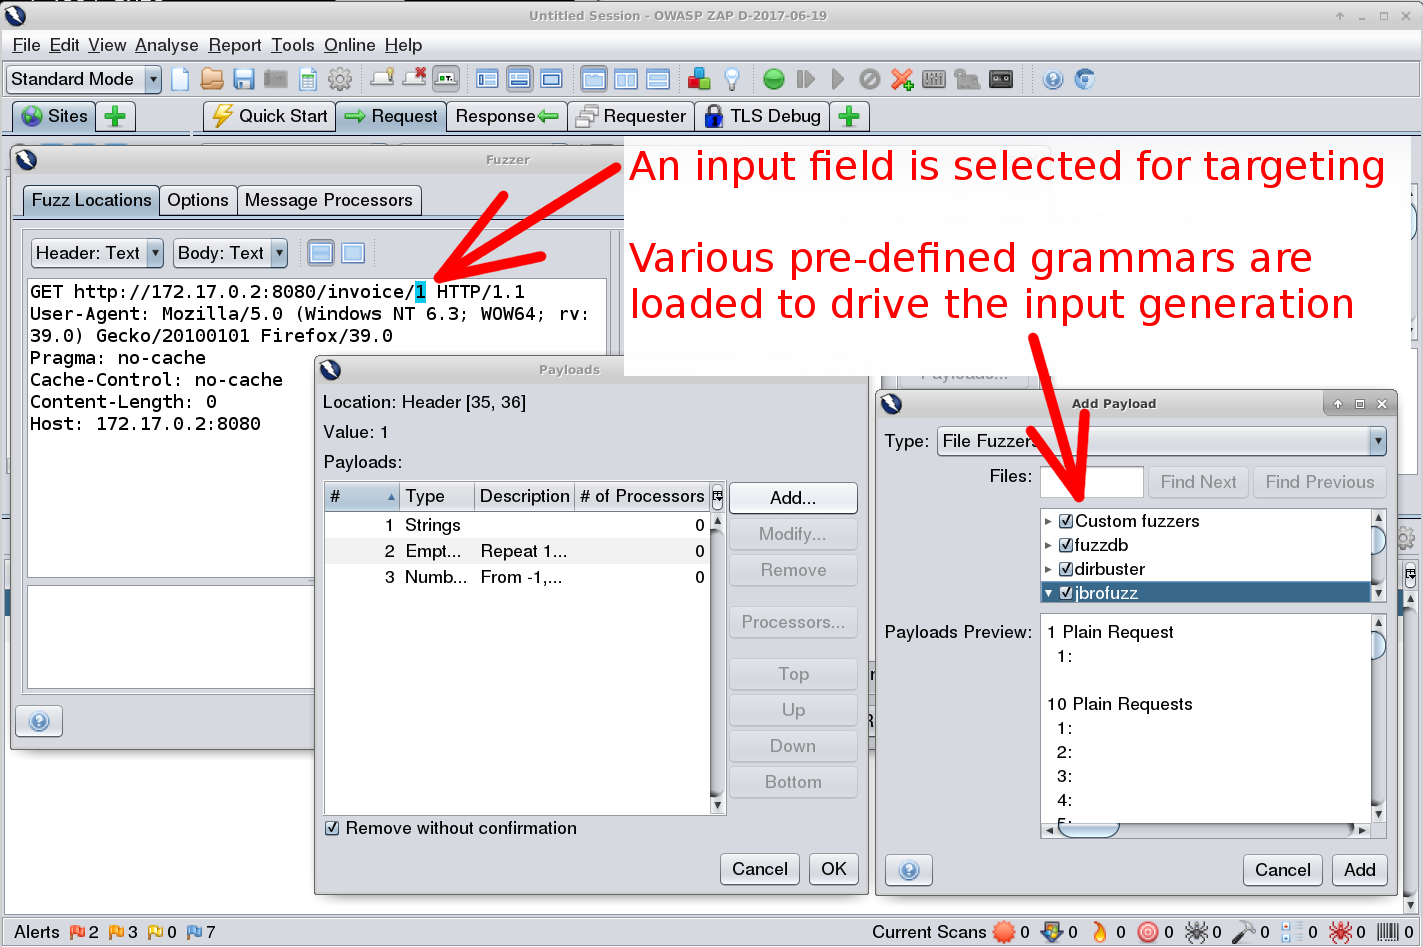 Untitled Session - OWASP ZAP D-2017-06-19
File Edit View Analyse Report Tools Online Help
Standard Mode
Sites
Quick Start Request Response Requester TLS Debug
Fuzzer
An input field is selected for targeting
Various pre-defined grammars are
loaded to drive the input generation
Fuzz Locations Options Message Processors
Header: Text Body: Text
GET http://172.17.0.2:8080/invoice/1 HTTP/1.1
User-Agent: Mozilla/5.0 (Windows NT 6.3; WOW64; rv:
39.0) Gecko/20100101 Firefox/39.0
Pragma: no-cache
Cache-Control: no-cache
Content-Length: 0
Host: 172.17.0.2:8080
Payloads
Location: Header [35, 36]
Value: 1
Payloads:
# Type Description # of Processors
1 Strings 0
2 Empt... Repeat 1... 0
3 Numb... From -1,... 0
Add...
Modify...
Remove
Processors...
Top
Up
Down
Bottom
Remove without confirmation
Cancel OK
Payloads...
Add Payload
Type: File Fuzzers
Files: Find Next Find Previous
Custom fuzzers
fuzzdb
dirbuster
jbrofuzz
Payloads Preview:
1 Plain Request
1:
10 Plain Requests
1:
2:
3:
4:
5:
Cancel Add
Alerts 2 3 0 7
Current Scans 0 0 0 0 0 0 0 0 0